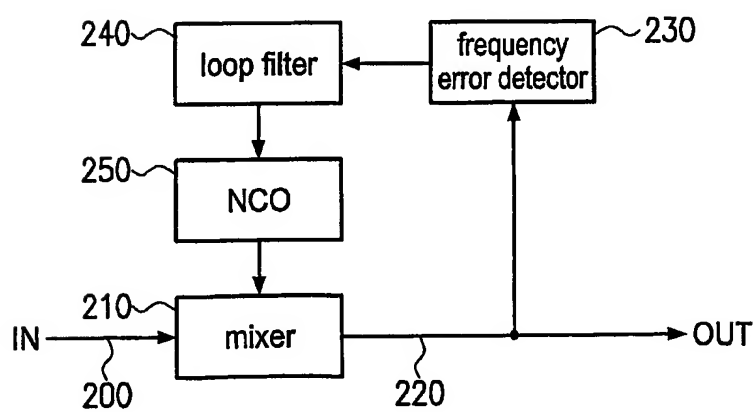 240
loop filter
frequency
error detector
230
250
NCO
210
mixer
IN
200
220
OUT